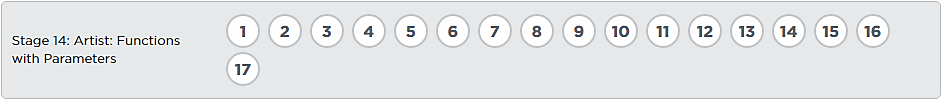 Stage 14: Artist: Functions
with Parameters
1 2 3 4 5 6 7 8 9 10 11 12 13 14 15 16
17